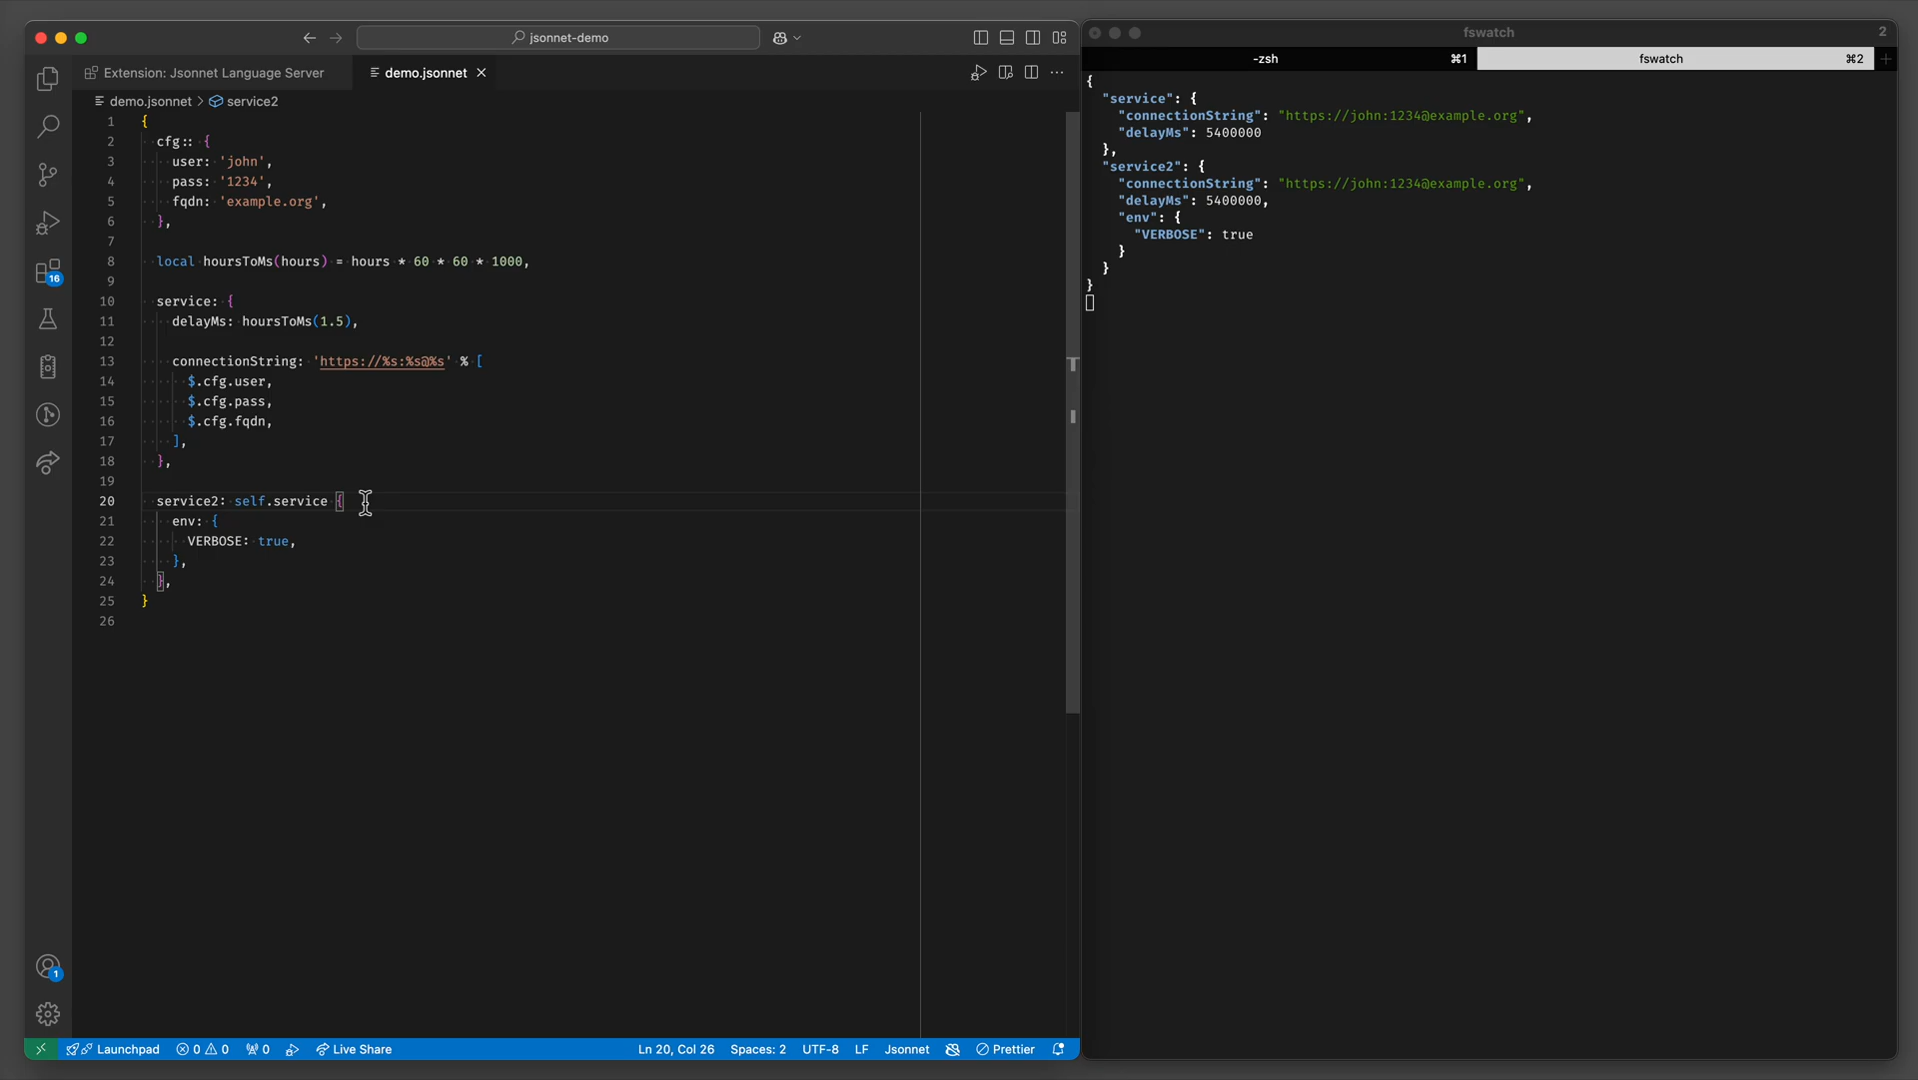 jsonnet-demo
Extension: Jsonnet Language Server
demo.jsonnet
demo.jsonnet > service2
1 {
2 cfg:: {
3 user: 'john',
4 pass: '1234',
5 fqdn: 'example.org',
6 },
7
8 local hoursToMs(hours) = hours * 60 * 60 * 1000,
9
10 service: {
11 delayMs: hoursToMs(1.5),
12
13 connectionString: 'https://%s:%s@%s' % [
14 $.cfg.user,
15 $.cfg.pass,
16 $.cfg.fqdn,
17 ],
18 },
19
20 service2: self.service {
21 env: {
22 VERBOSE: true,
23 },
24 },
25 }
26
16
1
Launchpad 0 0 0 Live Share Ln 20, Col 26 Spaces: 2 UTF-8 LF Jsonnet Prettier
fswatch 2
-zsh ⌘1 fswatch ⌘2 +
{
"service": {
"connectionString": "https://john:1234@example.org",
"delayMs": 5400000
},
"service2": {
"connectionString": "https://john:1234@example.org",
"delayMs": 5400000,
"env": {
"VERBOSE": true
}
}
}